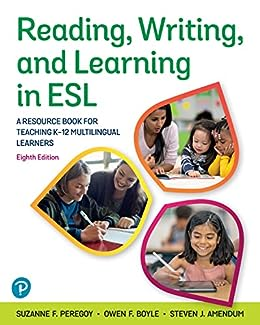 Reading, Writing,
and Learning
in ESL
A RESOURCE BOOK FOR
TEACHING K-12 MULTILINGUAL
LEARNERS
Eighth Edition
P
SUZANNE F. PEREGOY • OWEN F. BOYLE • STEVEN J. AMENDUM